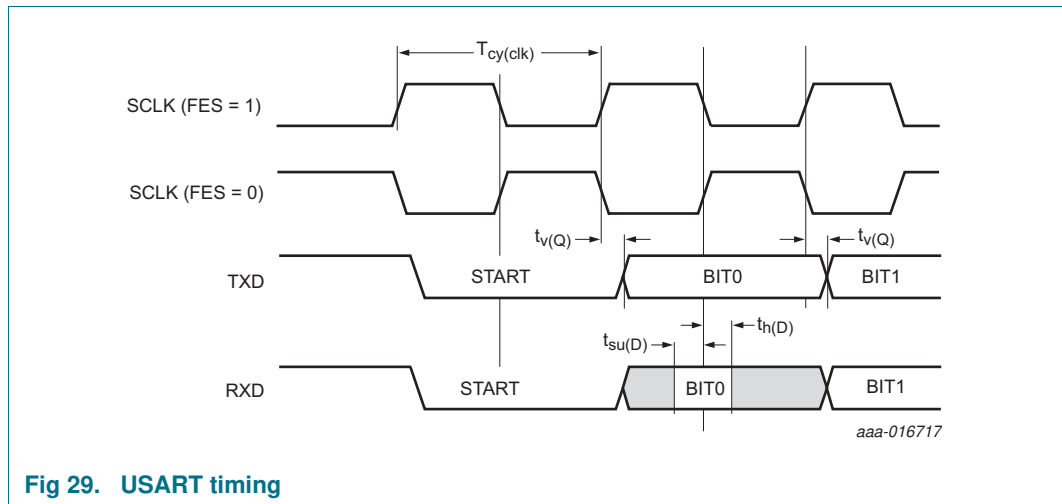 Tcy(clk)
SCLK (FES = 1)
SCLK (FES = 0)
tv(Q) tv(Q)
TXD START BIT0 BIT1
tsu(D) th(D)
RXD START BIT0 BIT1
aaa-016717
Fig 29. USART timing